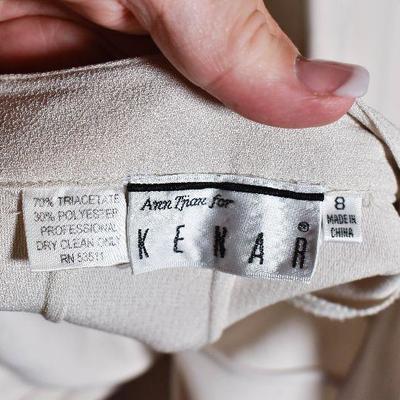 70% TRIACETATE
30% POLYESTER
PROFESSIONAL
DRY CLEAN ONLY
RN 53511
Ann Tjian for
KENAR®
8
MADE IN
CHINA